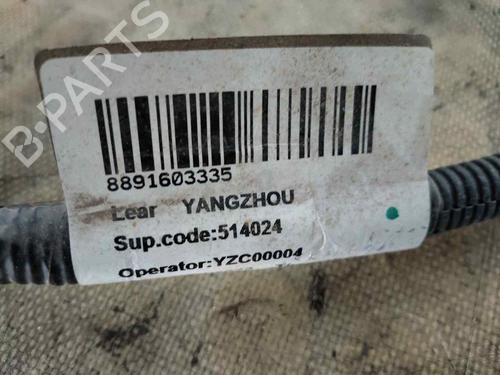 B-PARTS
8891603335
Lear YANGZHOU
Sup.code:514024
Operator:YZC00004